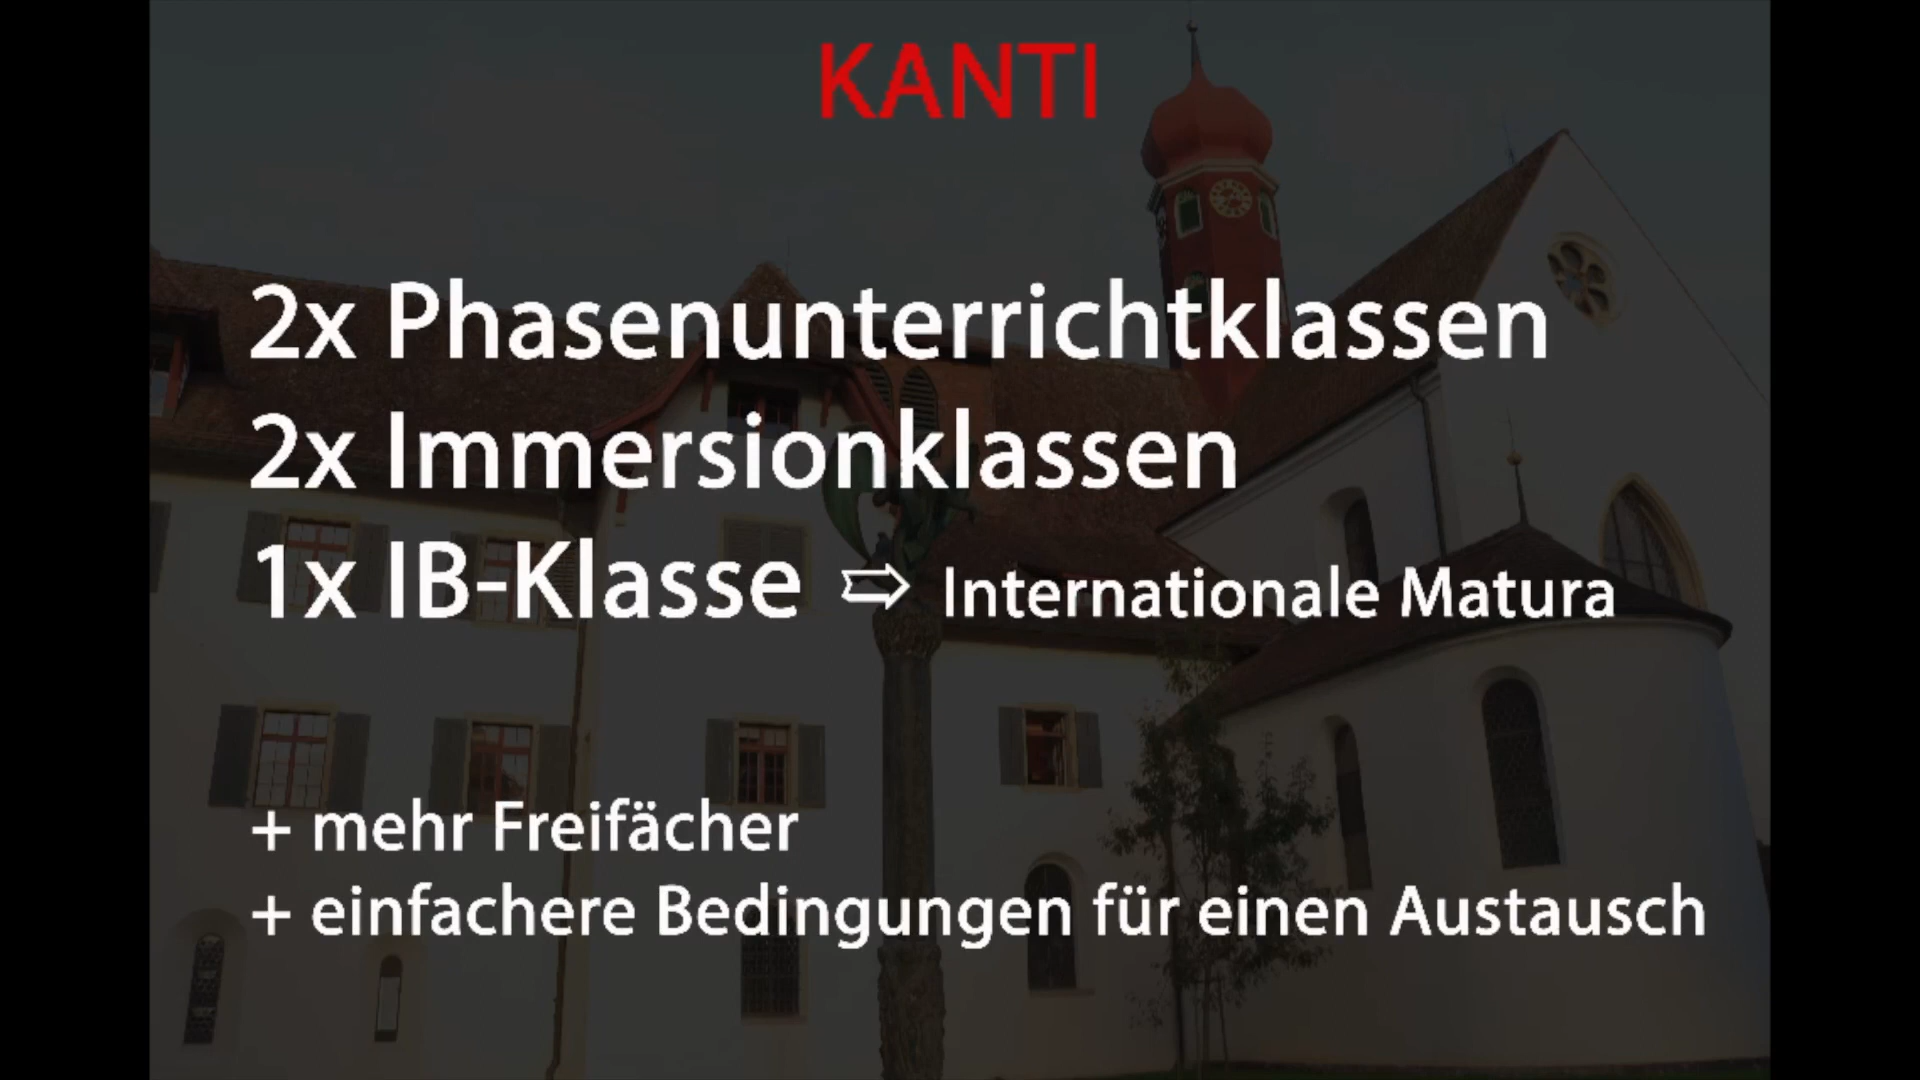 KANTI
2x Phasenunterrichtklassen
2x Immersionklassen
1x IB-Klasse ⇨ Internationale Matura
+ mehr Freifächer
+ einfachere Bedingungen für einen Austausch